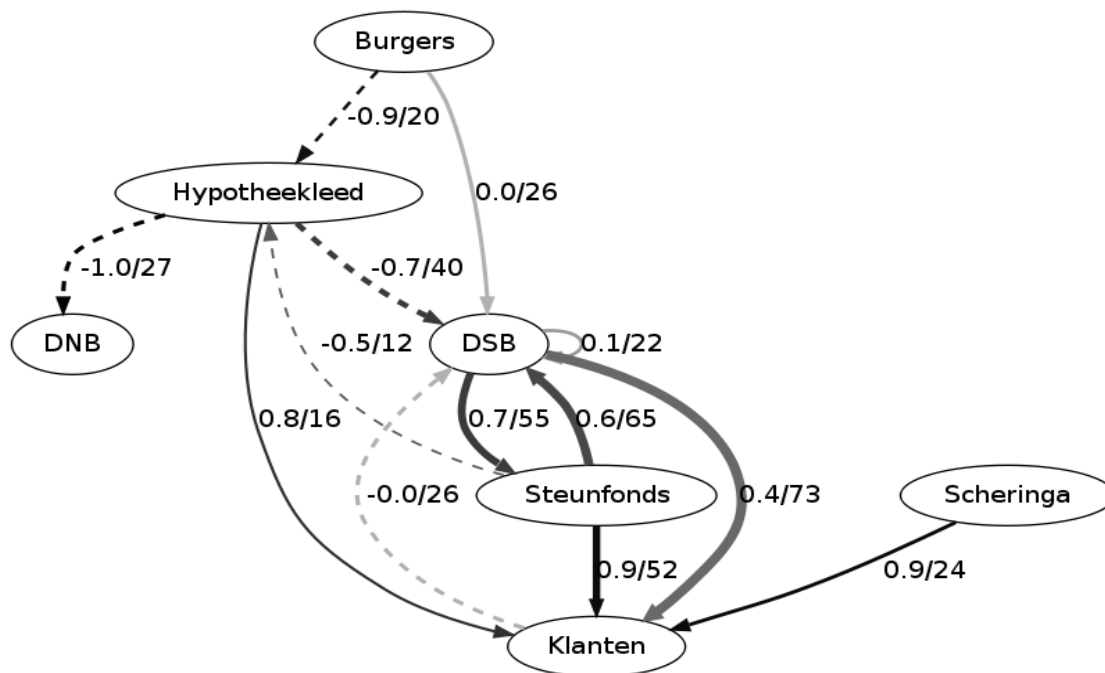 Burgers
-0.9/20
Hypotheekleed
0.0/26
-1.0/27
-0.7/40
DNB
-0.5/12
DSB
0.1/22
0.8/16
0.7/55
0.6/65
-0.0/26
Steunfonds
0.4/73
Scheringa
0.9/52
0.9/24
Klanten